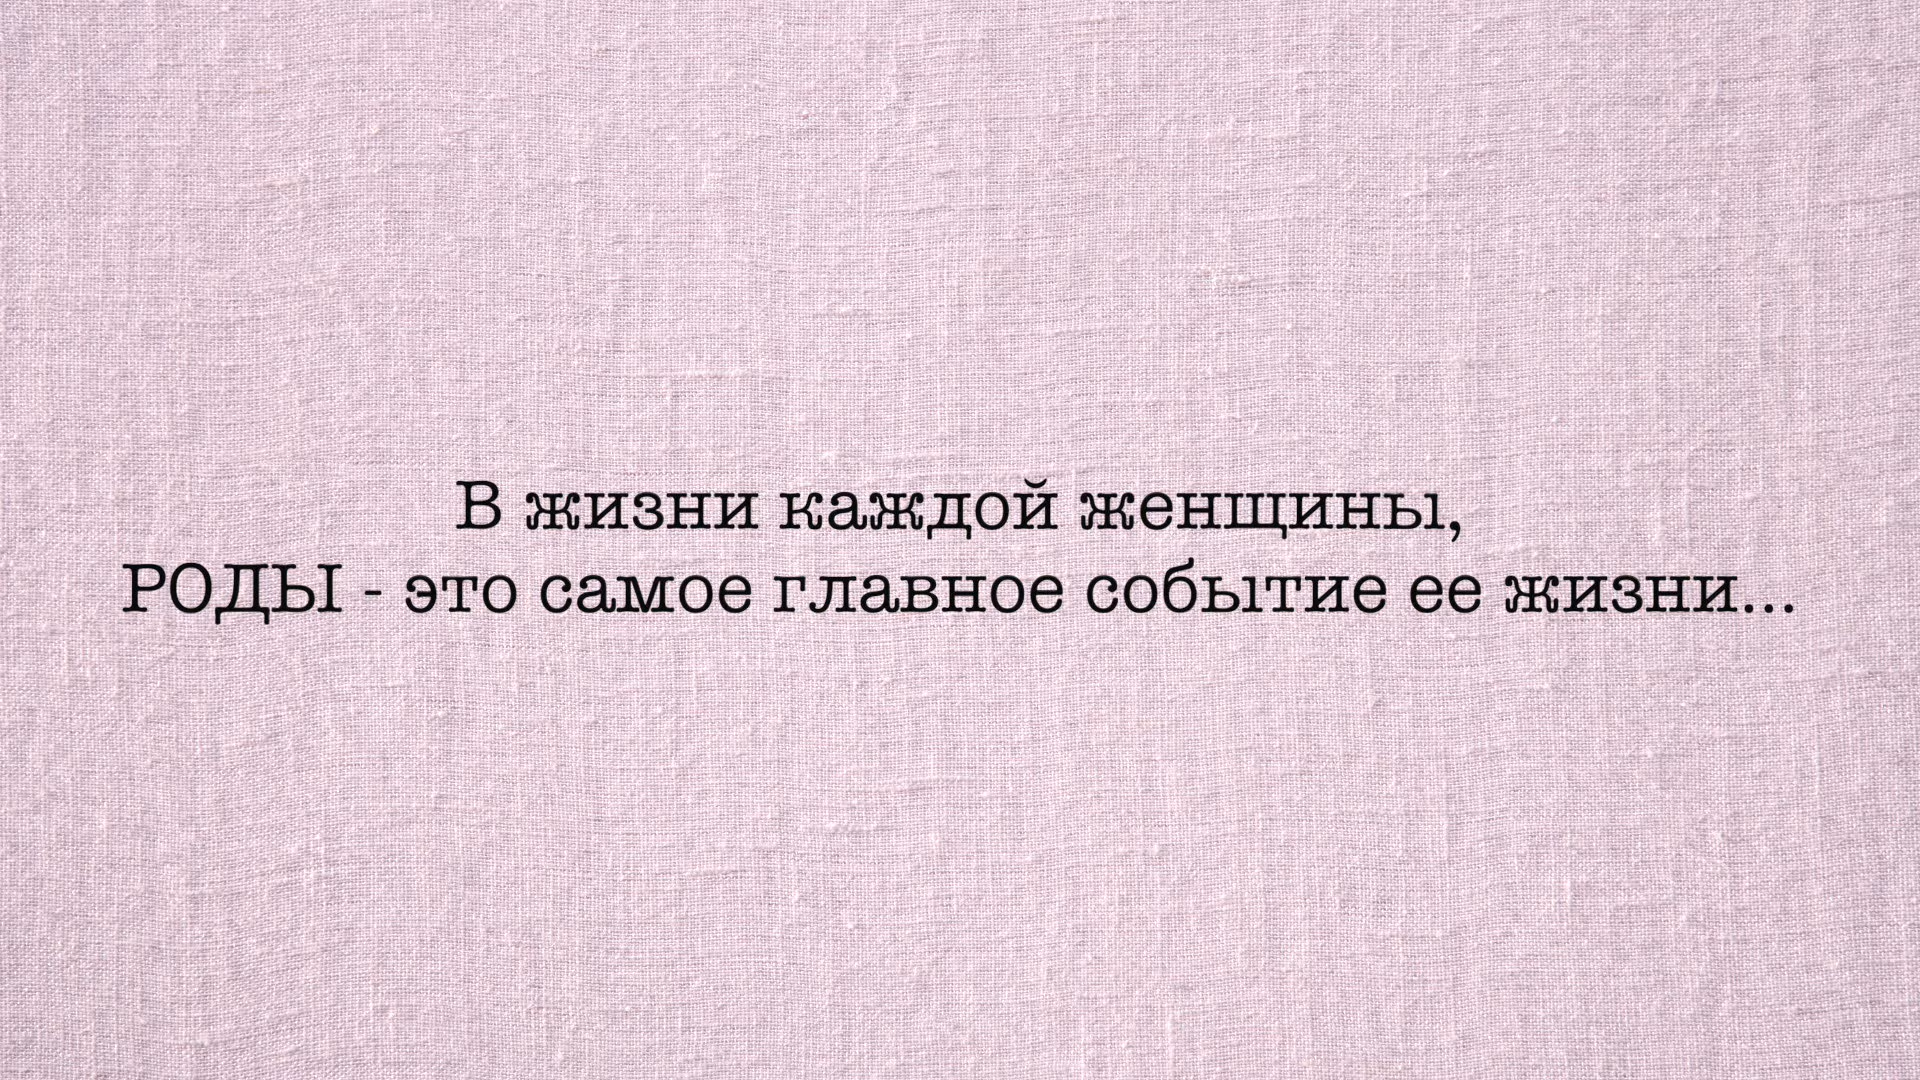 В жизни каждой женщины,
РОДЫ - это самое главное событие ее жизни...